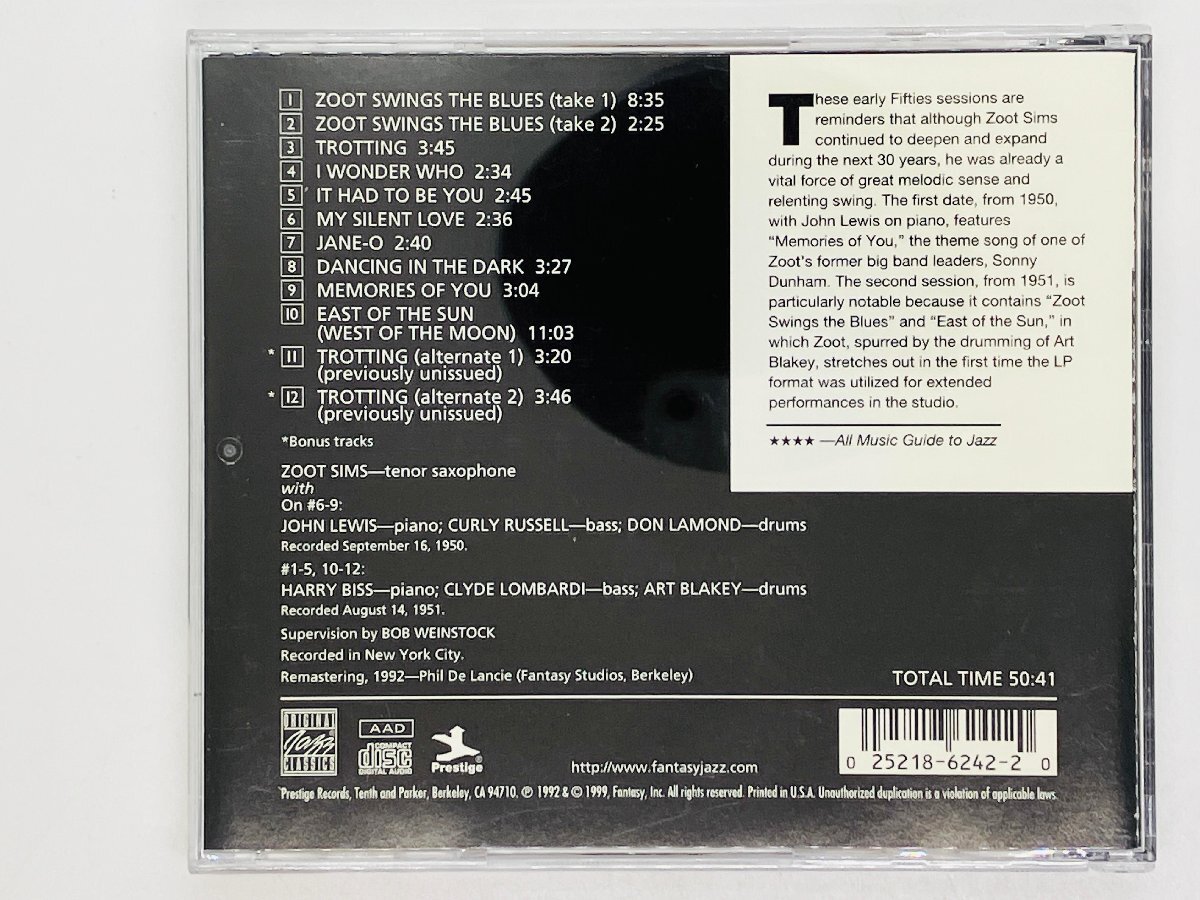 1 ZOOT SWINGS THE BLUES (take 1) 8:35
2 ZOOT SWINGS THE BLUES (take 2) 2:25
3 TROTTING 3:45
4 I WONDER WHO 2:34
5 IT HAD TO BE YOU 2:45
6 MY SILENT LOVE 2:36
7 JANE-O 2:40
8 DANCING IN THE DARK 3:27
9 MEMORIES OF YOU 3:04
10 EAST OF THE SUN
(WEST OF THE MOON) 11:03
* 11 TROTTING (alternate 1) 3:20
(previously unissued)
* 12 TROTTING (alternate 2) 3:46
(previously unissued)
*Bonus tracks
ZOOT SIMS—tenor saxophone
with
On #6-9:
JOHN LEWIS—piano; CURLY RUSSELL—bass; DON LAMOND—drums
Recorded September 16, 1950.
#1-5, 10-12:
HARRY BISS—piano; CLYDE LOMBARDI—bass; ART BLAKEY—drums
Recorded August 14, 1951.
Supervision by BOB WEINSTOCK
Recorded in New York City.
Remastering, 1992—Phil De Lancie (Fantasy Studios, Berkeley)
TOTAL TIME 50:41
These early Fifties sessions are
reminders that although Zoot Sims
continued to deepen and expand
during the next 30 years, he was already a
vital force of great melodic sense and
relenting swing. The first date, from 1950,
with John Lewis on piano, features
“Memories of You,” the theme song of one of
Zoot's former big band leaders, Sonny
Dunham. The second session, from 1951, is
particularly notable because it contains “Zoot
Swings the Blues” and “East of the Sun,” in
which Zoot, spurred by the drumming of Art
Blakey, stretches out in the first time the LP
format was utilized for extended
performances in the studio.
★★★★ —All Music Guide to Jazz
ORIGINAL
Jazz
CLASSICS
AAD
COMPACT
disc
DIGITAL AUDIO
Prestige®
http://www.fantasyjazz.com
0 25218-6242-2 0
Prestige Records, Tenth and Parker, Berkeley, CA 94710. ℗ 1992 & © 1999, Fantasy, Inc. All rights reserved. Printed in U.S.A. Unauthorized duplication is a violation of applicable laws.